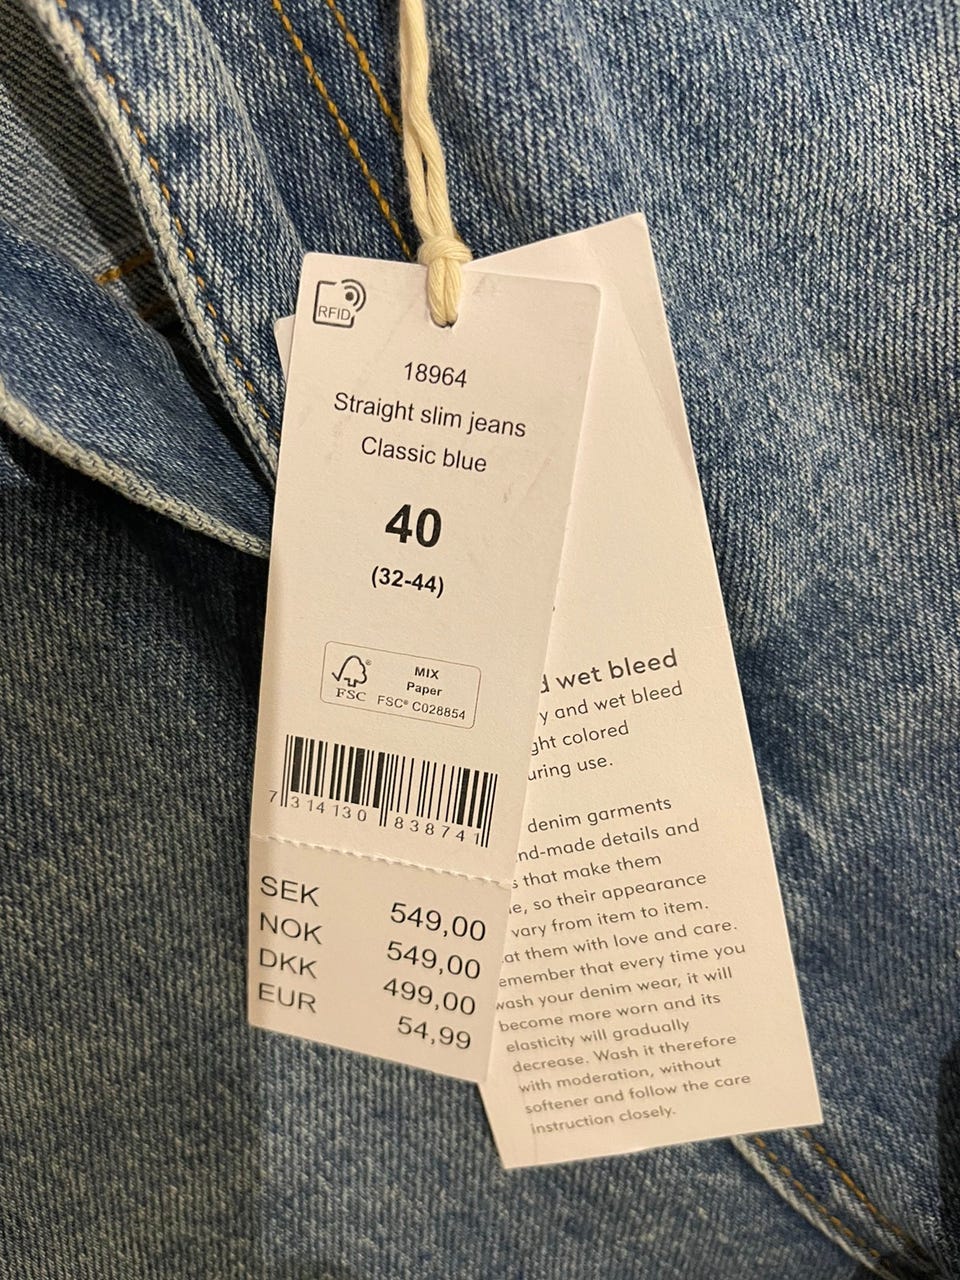 RFID
18964
Straight slim jeans
Classic blue
40
(32-44)
FSC®
MIX
Paper
FSC® C028854
7 314130 838741
SEK 549,00
NOK 549,00
DKK 499,00
EUR 54,99
wet bleed
y and wet bleed
ght colored
uring use.
denim garments
nd-made details and
s that make them
e, so their appearance
vary from item to item.
at them with love and care.
emember that every time you
wash your denim wear, it will
become more worn and its
elasticity will gradually
decrease. Wash it therefore
with moderation, without
softener and follow the care
instruction closely.